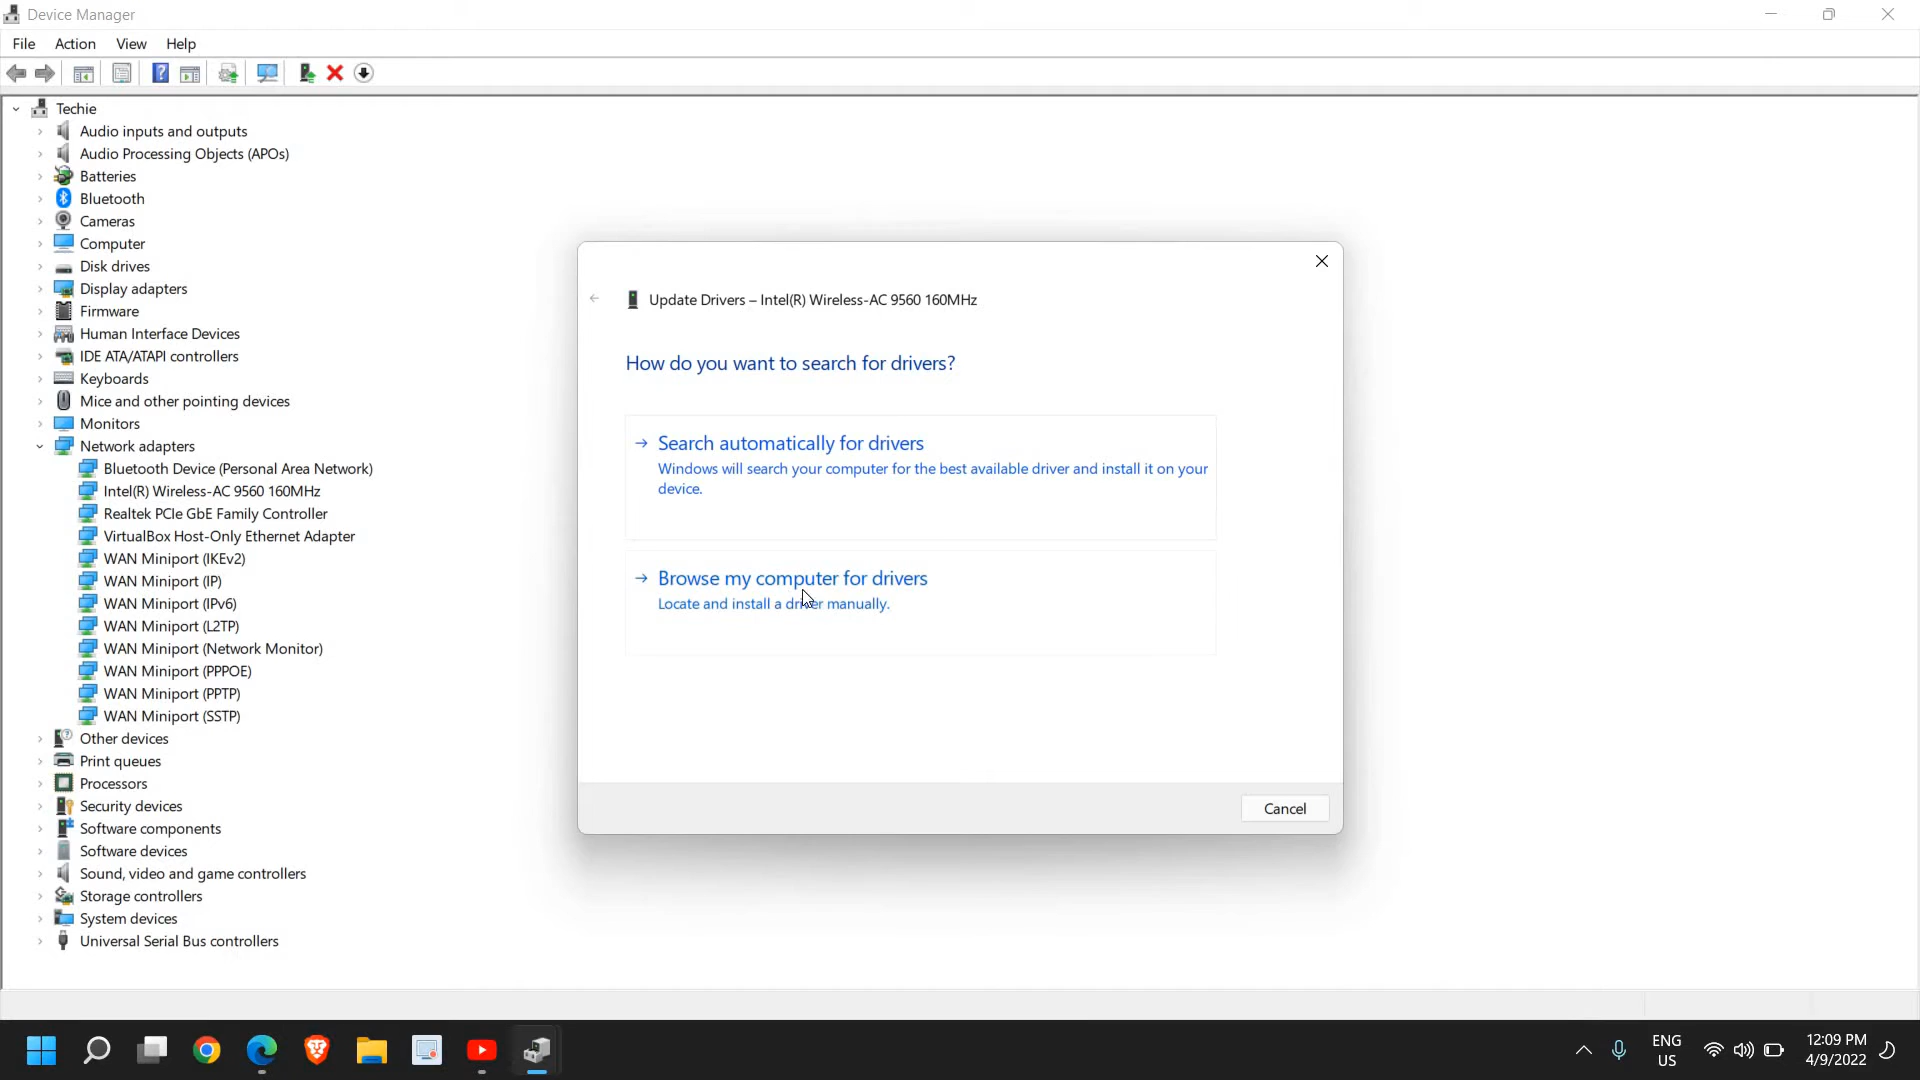 Device Manager
File Action View Help
Techie
Audio inputs and outputs
Audio Processing Objects (APOs)
Batteries
Bluetooth
Cameras
Computer
Disk drives
Display adapters
Firmware
Human Interface Devices
IDE ATA/ATAPI controllers
Keyboards
Mice and other pointing devices
Monitors
Network adapters
Bluetooth Device (Personal Area Network)
Intel(R) Wireless-AC 9560 160MHz
Realtek PCIe GbE Family Controller
VirtualBox Host-Only Ethernet Adapter
WAN Miniport (IKEv2)
WAN Miniport (IP)
WAN Miniport (IPv6)
WAN Miniport (L2TP)
WAN Miniport (Network Monitor)
WAN Miniport (PPPOE)
WAN Miniport (PPTP)
WAN Miniport (SSTP)
Other devices
Print queues
Processors
Security devices
Software components
Software devices
Sound, video and game controllers
Storage controllers
System devices
Universal Serial Bus controllers
Update Drivers – Intel(R) Wireless-AC 9560 160MHz
How do you want to search for drivers?
Search automatically for drivers
Windows will search your computer for the best available driver and install it on your
device.
Browse my computer for drivers
Locate and install a driver manually.
Cancel
ENG
US
12:09 PM
4/9/2022